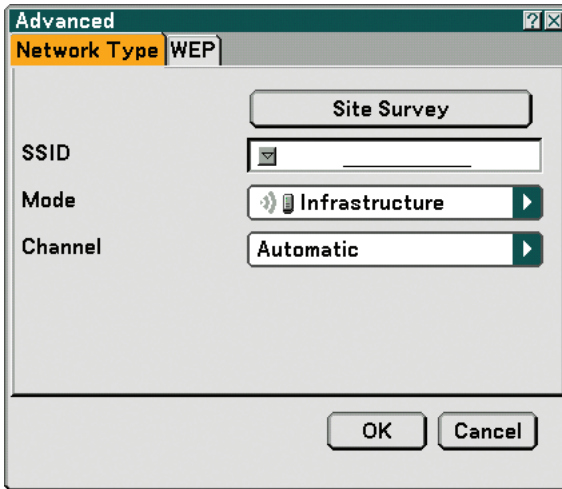 Advanced
Network Type WEP
Site Survey
SSID
Mode Infrastructure
Channel Automatic
OK Cancel